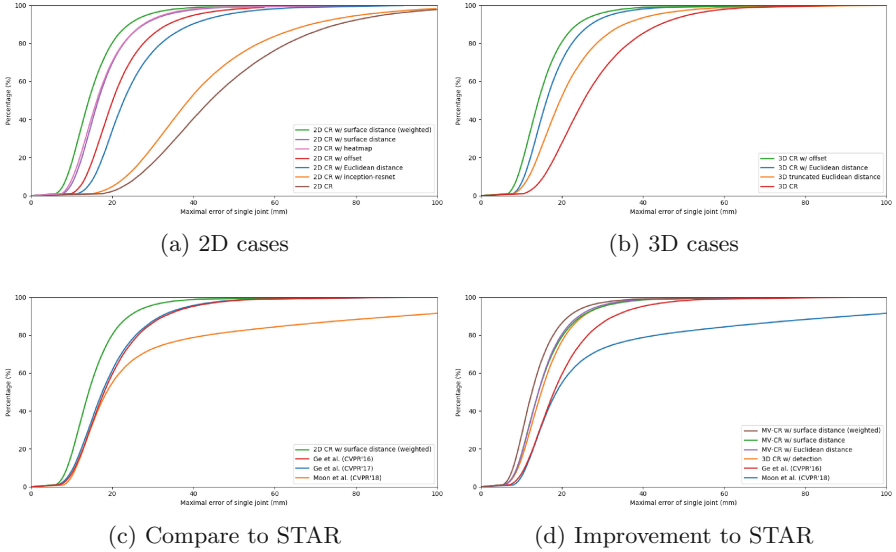 100
80
60
40
20
0
Percentage (%)
2D CR w/ surface distance (weighted)
2D CR w/ surface distance
2D CR w/ heatmap
2D CR w/ offset
2D CR w/ Euclidean distance
2D CR w/ inception-resnet
2D CR
0 20 40 60 80 100
Maximal error of single joint (mm)
(a) 2D cases
100
80
60
40
20
0
Percentage (%)
3D CR w/ offset
3D CR w/ Euclidean distance
3D truncated Euclidean distance
3D CR
0 20 40 60 80 100
Maximal error of single joint (mm)
(b) 3D cases
100
80
60
40
20
0
Percentage (%)
2D CR w/ surface distance (weighted)
Ge et al. (CVPR'16)
Ge et al. (CVPR'17)
Moon et al. (CVPR'18)
0 20 40 60 80 100
Maximal error of single joint (mm)
(c) Compare to STAR
100
80
60
40
20
0
Percentage (%)
MV-CR w/ surface distance (weighted)
MV-CR w/ surface distance
MV-CR w/ Euclidean distance
3D CR w/ detection
Ge et al. (CVPR'16)
Moon et al. (CVPR'18)
0 20 40 60 80 100
Maximal error of single joint (mm)
(d) Improvement to STAR